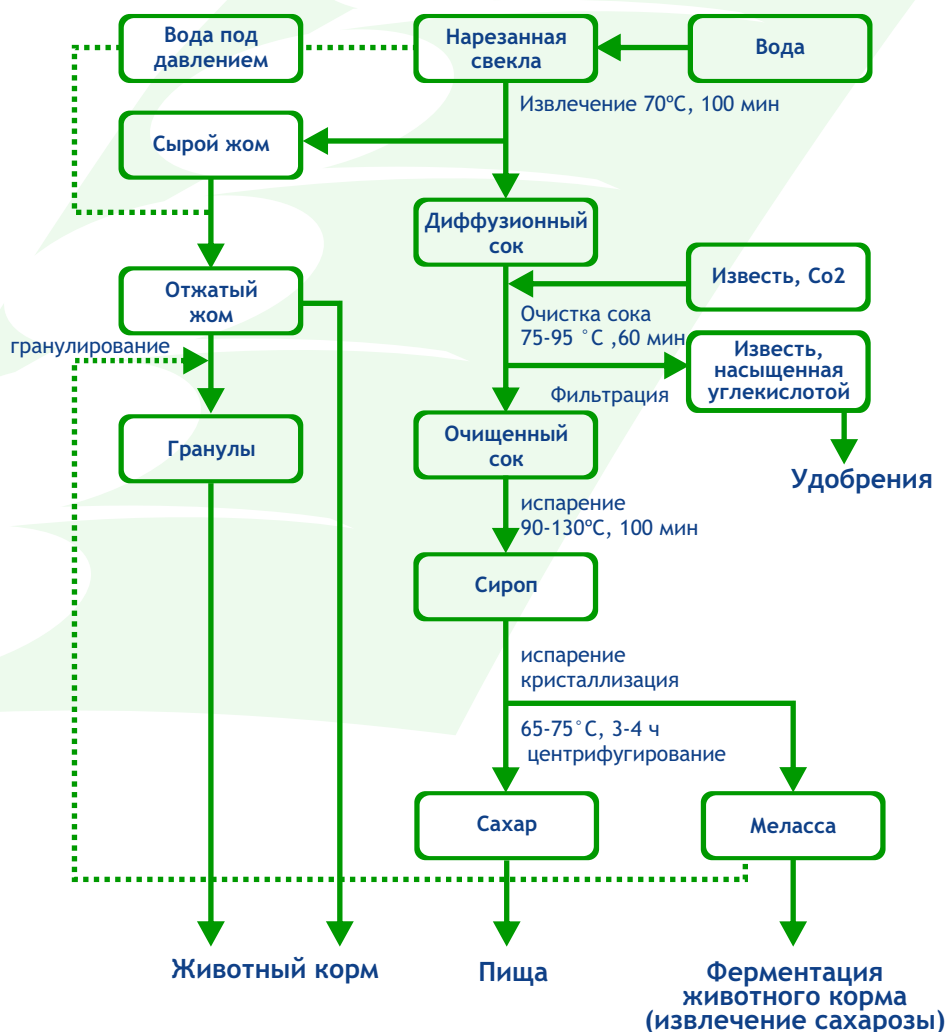 Вода под
давлением
Нарезанная
свекла
Вода
Извлечение 70ºC, 100 мин
Сырой жом
Диффузионный
сок
Известь, Co2
Отжатый
жом
Очистка сока
75-95 °C ,60 мин
гранулирование
Известь,
насыщенная
углекислотой
Фильтрация
Гранулы
Очищенный
сок
Удобрения
испарение
90-130ºC, 100 мин
Сироп
испарение
кристаллизация
65-75°C, 3-4 ч
центрифугирование
Сахар
Меласса
Животный корм
Пища
Ферментация
животного корма
(извлечение сахарозы)